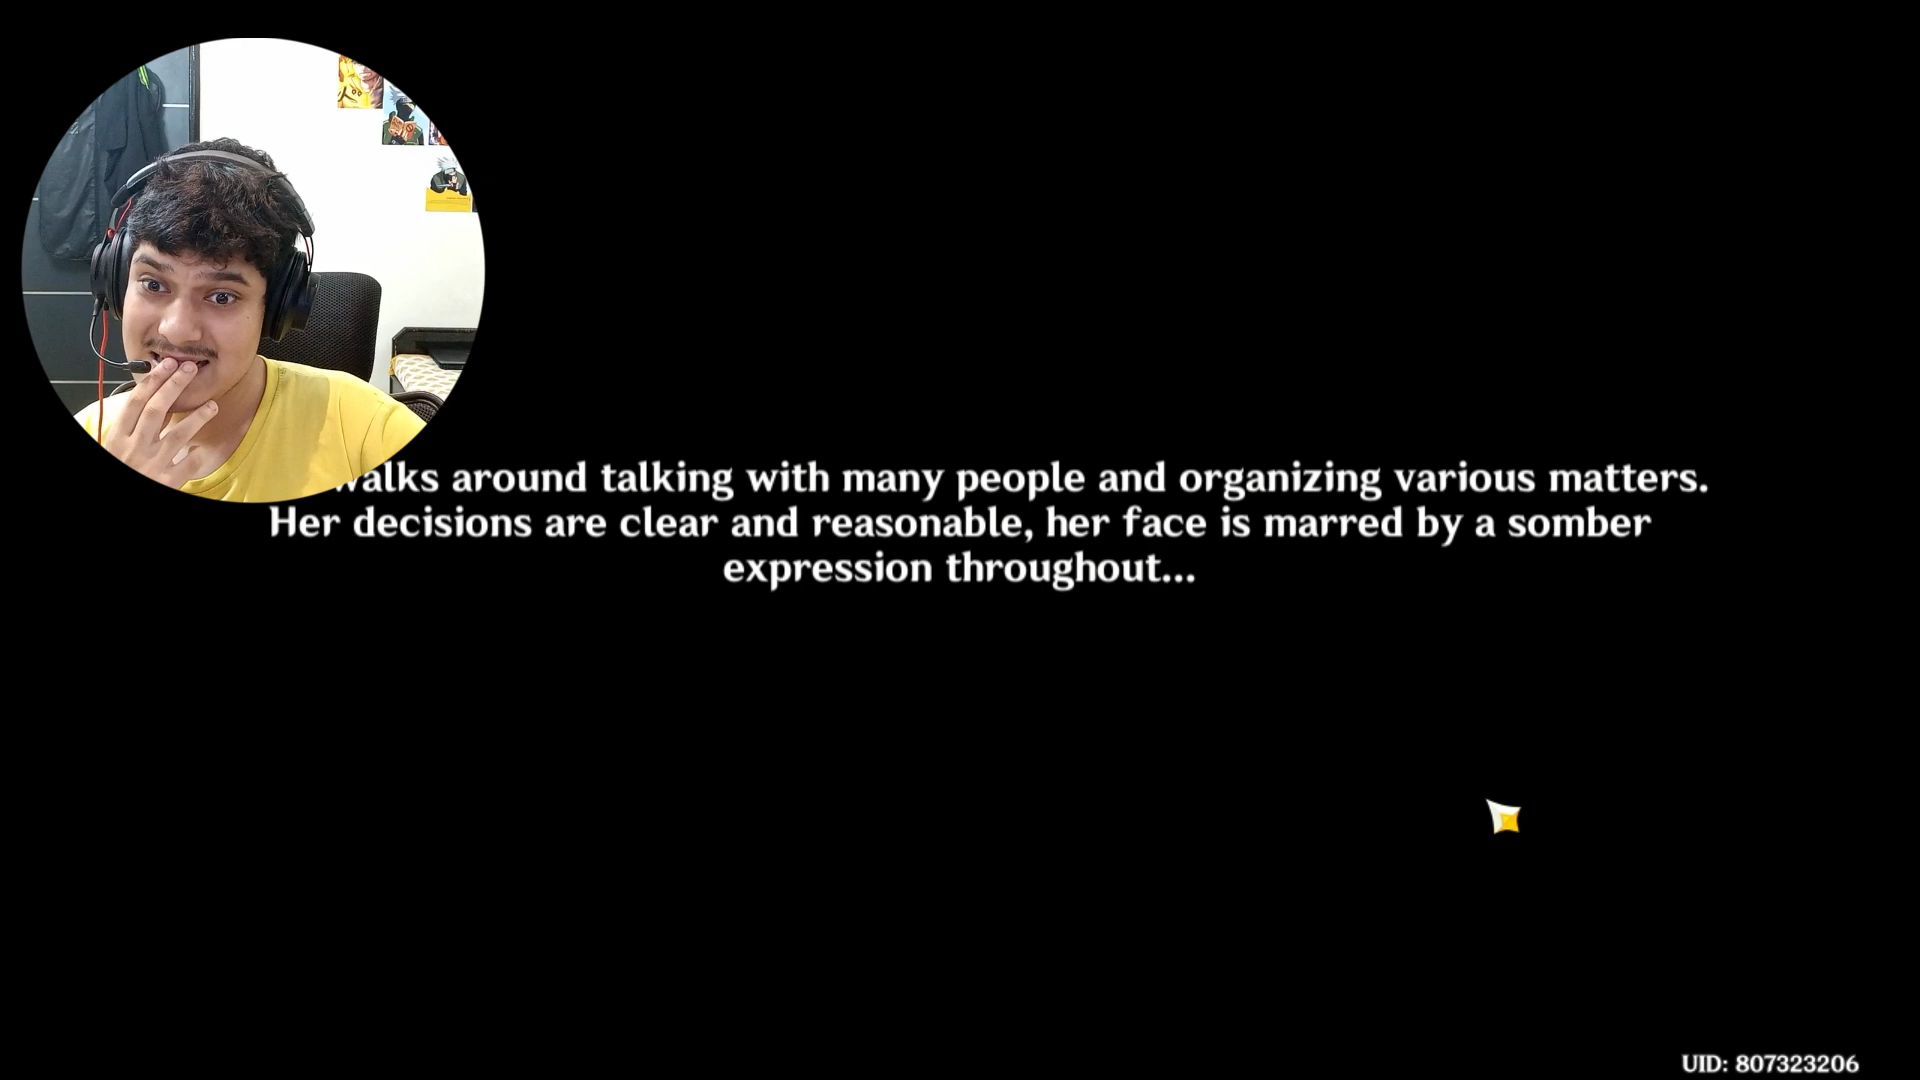 walks around talking with many people and organizing various matters.
Her decisions are clear and reasonable, her face is marred by a somber
expression throughout...
UID: 807323206